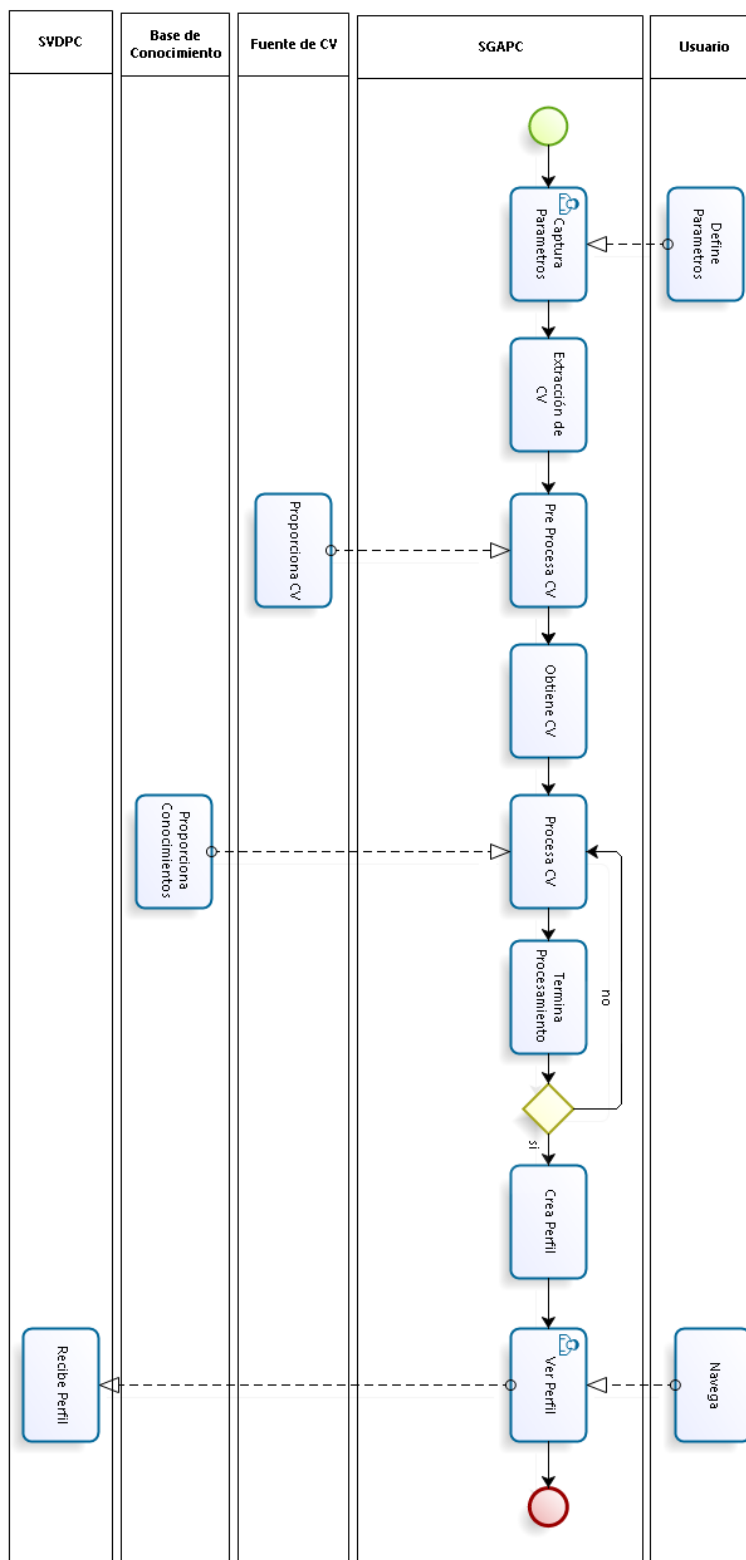 SVDPC
Base de
Conocimiento
Fuente de CV
SGAPC
Usuario
Captura
Parametros
Define
Parametros
Extracción de
CV
Proporciona CV
Pre Procesa CV
Obtiene CV
Proporciona
Conocimientos
Procesa CV
Termina
Procesamiento
no
si
Crea Perfil
Recibe Perfil
Ver Perfil
Navega